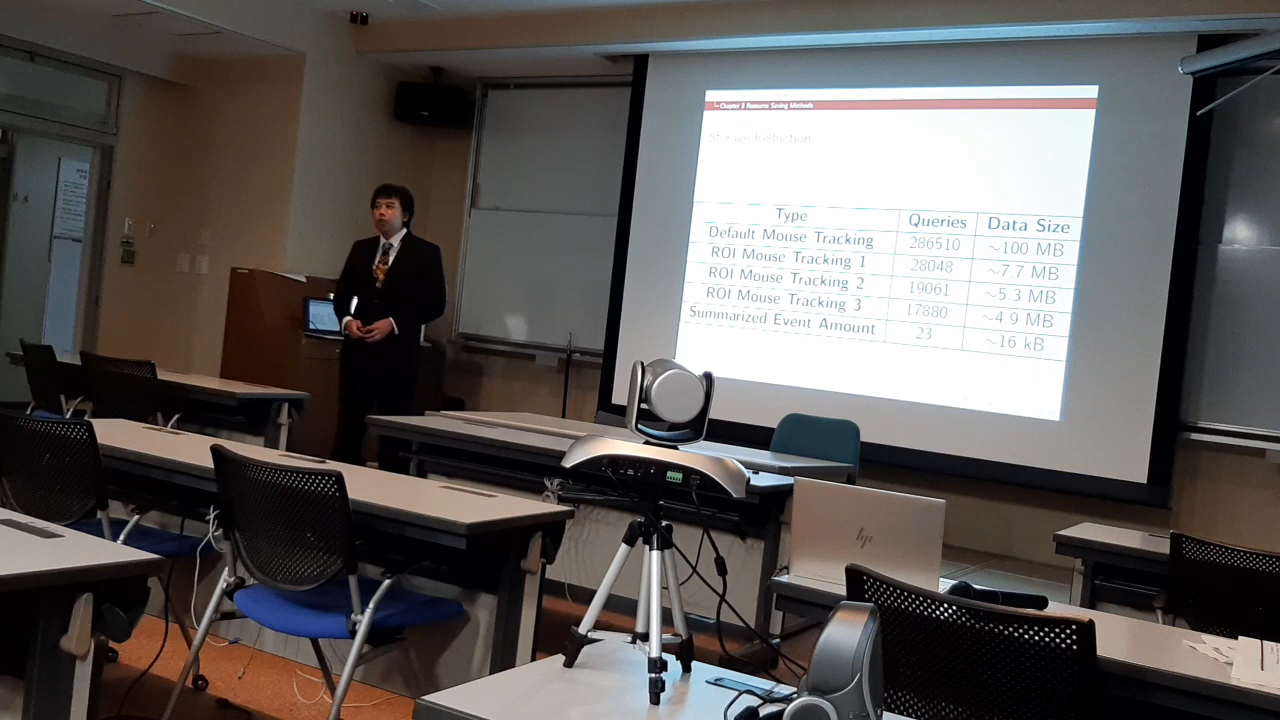 Chapter 3 Resource Saving Methods
Storage Reduction
Type Queries Data Size
Default Mouse Tracking 286510 ~100 MB
ROI Mouse Tracking 1 28048 ~7.7 MB
ROI Mouse Tracking 2 19061 ~5.3 MB
ROI Mouse Tracking 3 17880 ~4.9 MB
Summarized Event Amount 23 ~16 kB
hp